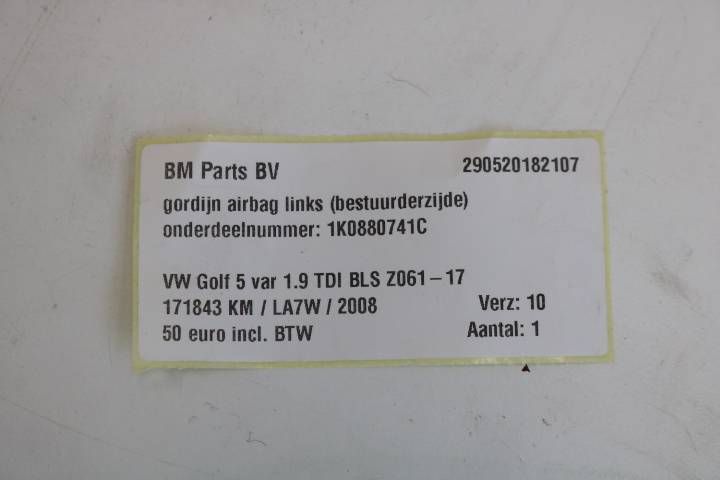 BM Parts BV 290520182107
gordijn airbag links (bestuurderzijde)
onderdeelnummer: 1K0880741C
VW Golf 5 var 1.9 TDI BLS Z061-17
171843 KM / LA7W / 2008 Verz: 10
50 euro incl. BTW Aantal: 1